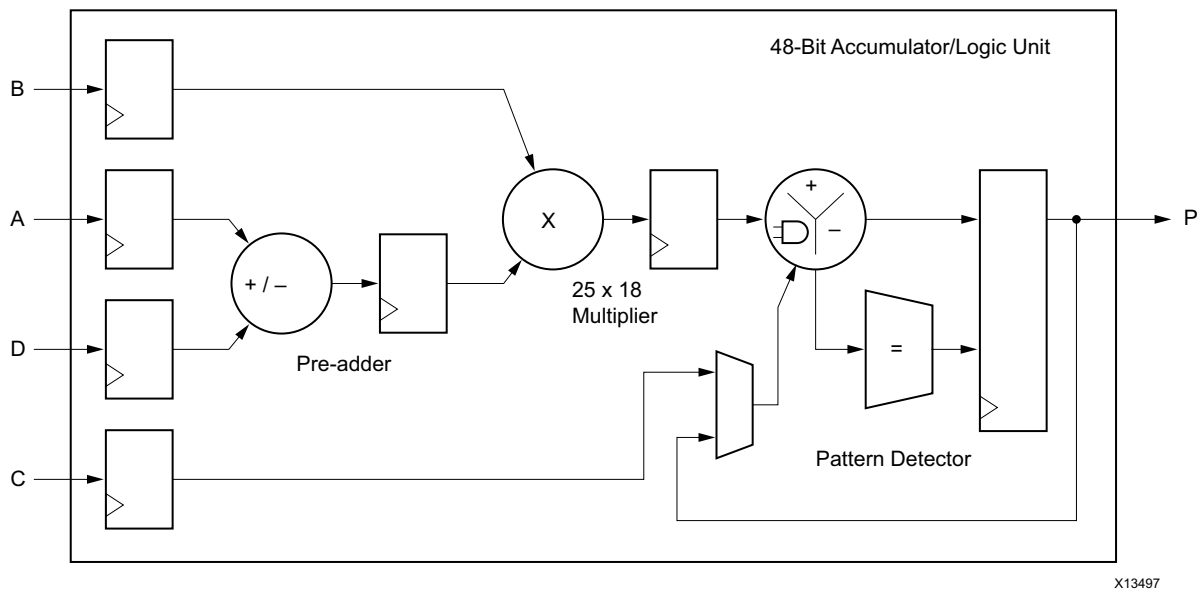 48-Bit Accumulator/Logic Unit
B
A
+
P
X
–
+ / –
25 x 18
Multiplier
D
=
Pre-adder
Pattern Detector
C
X13497